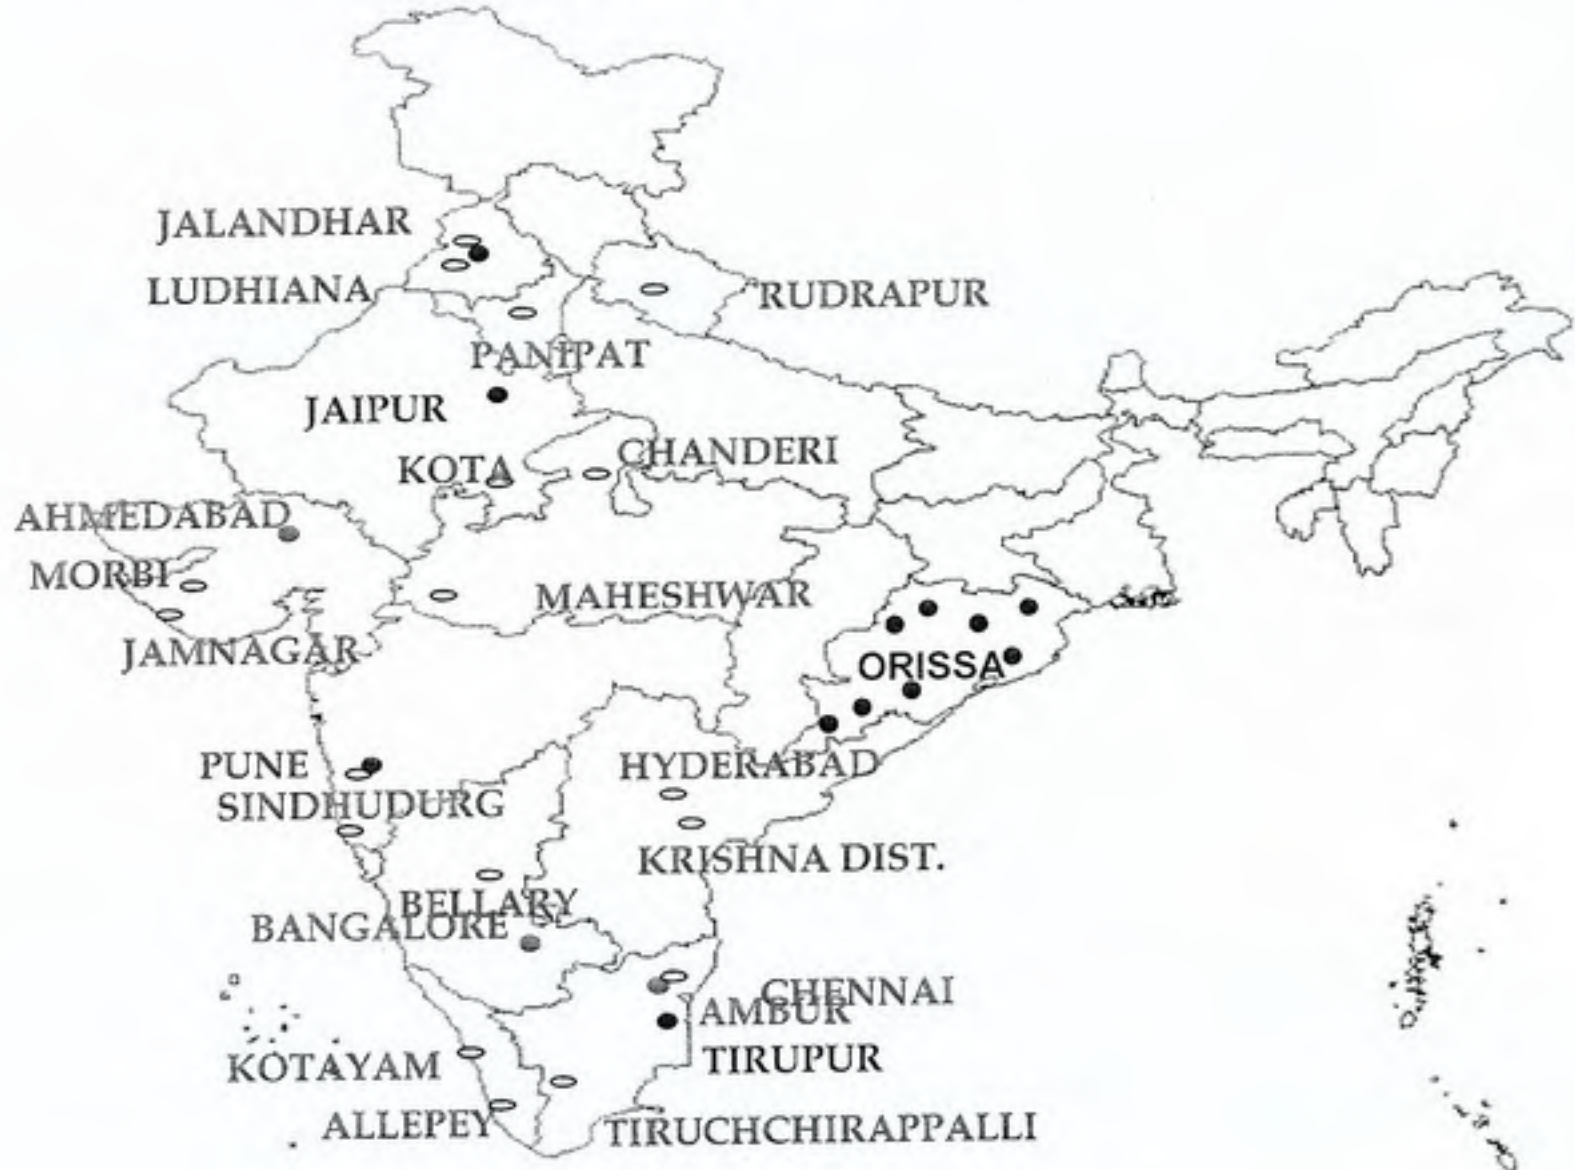 JALANDHAR
LUDHIANA
RUDRAPUR
PANIPAT
JAIPUR
CHANDERI
KOTA
AHMEDABAD
MORBI
MAHESHWAR
JAMNAGAR
ORISSA
PUNE
HYDERABAD
SINDHUDURG
KRISHNA DIST.
BELLARY
BANGALORE
CHENNAI
AMBUR
TIRUPUR
KOTAYAM
ALLEPEY
TIRUCHCHIRAPPALLI